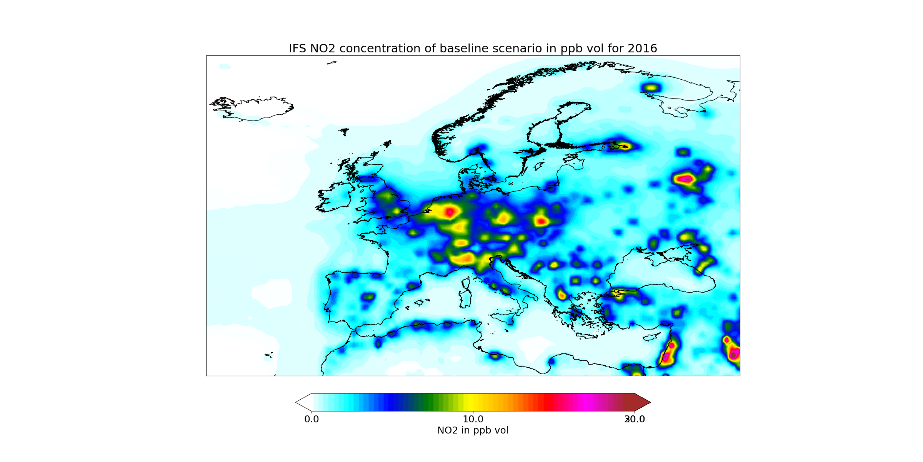 IFS NO2 concentration of baseline scenario in ppb vol for 2016
0.0 10.0 30.0
NO2 in ppb vol